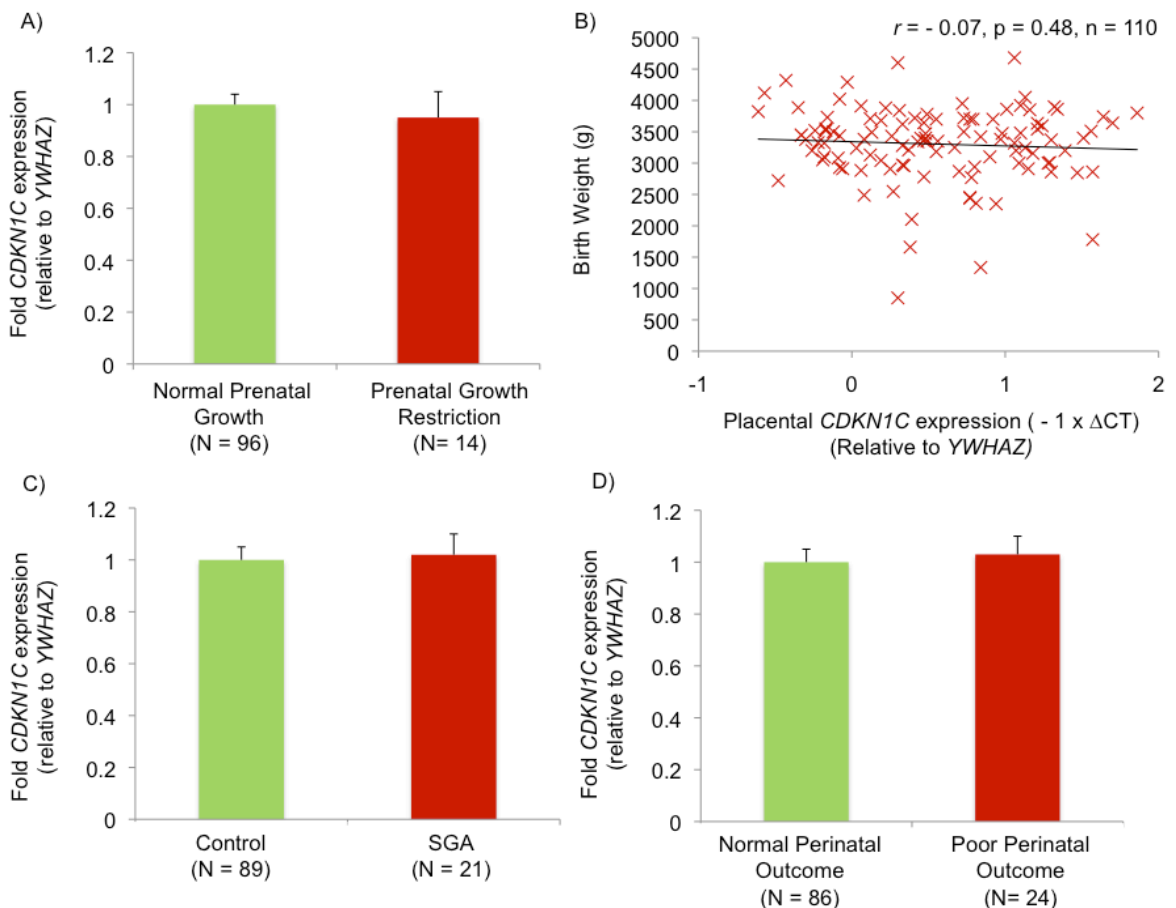 A)
Fold CDKN1C expression
(relative to YWHAZ)
1.2
1
0.8
0.6
0.4
0.2
0
Normal Prenatal
Growth
(N = 96)
Prenatal Growth
Restriction
(N= 14)
B)
r = - 0.07, p = 0.48, n = 110
Birth Weight (g)
5000
4500
4000
3500
3000
2500
2000
1500
1000
500
0
-1
0
1
2
Placental CDKN1C expression ( - 1 x ΔCT)
(Relative to YWHAZ)
C)
Fold CDKN1C expression
(relative to YWHAZ)
1.2
1
0.8
0.6
0.4
0.2
0
Control
(N = 89)
SGA
(N = 21)
D)
Fold CDKN1C expression
(relative to YWHAZ)
1.2
1
0.8
0.6
0.4
0.2
0
Normal Perinatal
Outcome
(N = 86)
Poor Perinatal
Outcome
(N= 24)